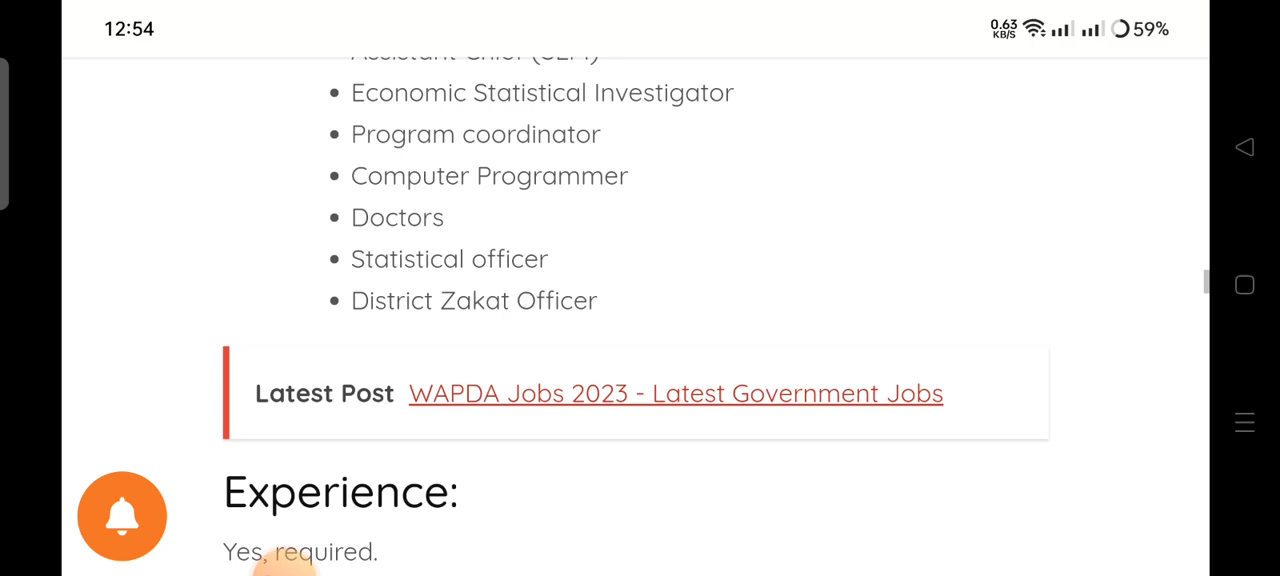 12:54
0.63
KB/S
59%
Economic Statistical Investigator
Program coordinator
Computer Programmer
Doctors
Statistical officer
District Zakat Officer
Latest Post WAPDA Jobs 2023 - Latest Government Jobs
Experience:
Yes, required.